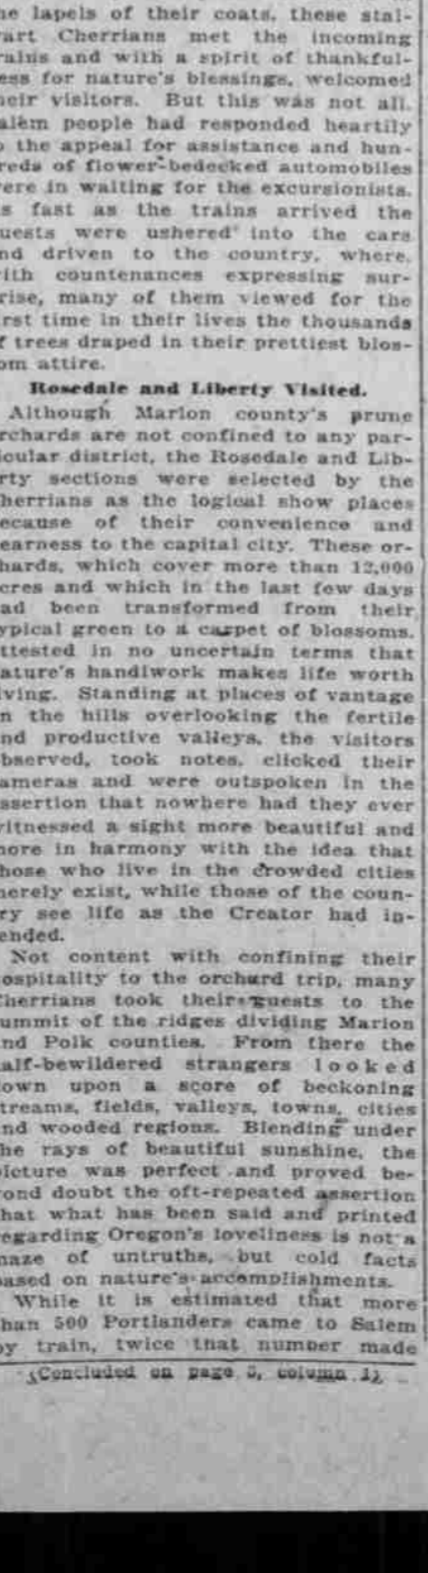 he lapels of their coats, these stal-
art Cherrians met the incoming
rains and with a spirit of thankful-
ess for nature's blessings, welcomed
heir visitors. But this was not all.
alem people had responded heartily
o the appeal for assistance and hun-
reds of flower-bedecked automobiles
ere in waiting for the excursionists.
s fast as the trains arrived the
uests were ushered into the cars
nd driven to the country, where,
ith countenances expressing sur-
rise, many of them viewed for the
irst time in their lives the thousands
f trees draped in their prettiest blos-
om attire.
Rosedale and Liberty Visited.
Although Marion county's prune
rchards are not confined to any par-
icular district, the Rosedale and Lib-
rty sections were selected by the
herrians as the logical show places
ecause of their convenience and
earness to the capital city. These or-
hards, which cover more than 12,000
cres and which in the last few days
ad been transformed from their
ypical green to a carpet of blossoms,
ttested in no uncertain terms that
ature's handiwork makes life worth
iving. Standing at places of vantage
n the hills overlooking the fertile
nd productive valleys, the visitors
bserved, took notes, clicked their
ameras and were outspoken in the
ssertion that nowhere had they ever
itnessed a sight more beautiful and
ore in harmony with the idea that
hose who live in the crowded cities
erely exist, while those of the coun-
ry see life as the Creator had in-
ended.
Not content with confining their
ospitality to the orchard trip, many
herrians took their guests to the
ummit of the ridges dividing Marion
nd Polk counties. From there the
alf-bewildered strangers looked
own upon a score of beckoning
treams, fields, valleys, towns, cities
nd wooded regions. Blending under
he rays of beautiful sunshine, the
icture was perfect and proved be-
ond doubt the oft-repeated assertion
hat what has been said and printed
egarding Oregon's loveliness is not a
maze of untruths, but cold facts
ased on nature's accomplishments.
While it is estimated that more
han 500 Portlanders came to Salem
y train, twice that number made
(Concluded on page 5, column 1)